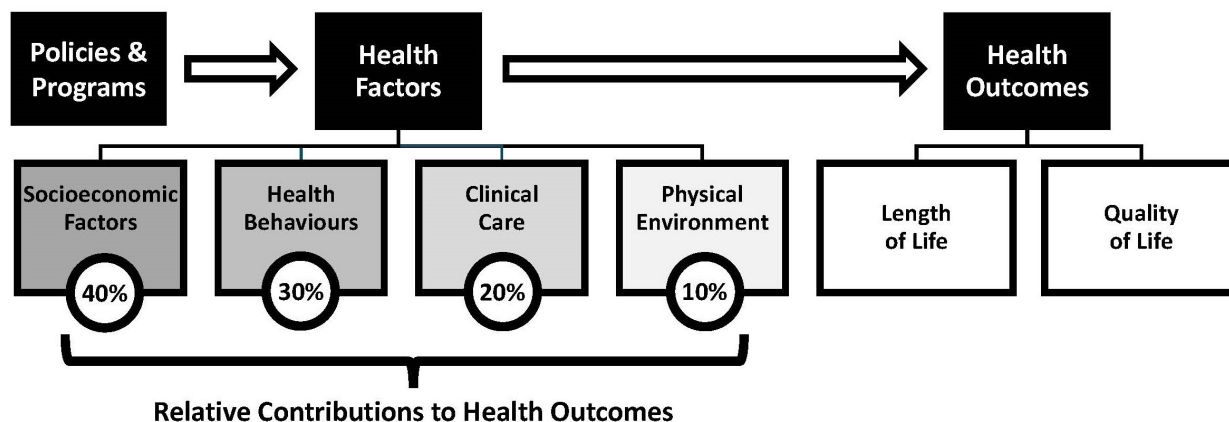 Policies &
Programs
Health
Factors
Health
Outcomes
Socioeconomic
Factors
40%
Health
Behaviours
30%
Clinical
Care
20%
Physical
Environment
10%
Length
of Life
Quality
of Life
Relative Contributions to Health Outcomes